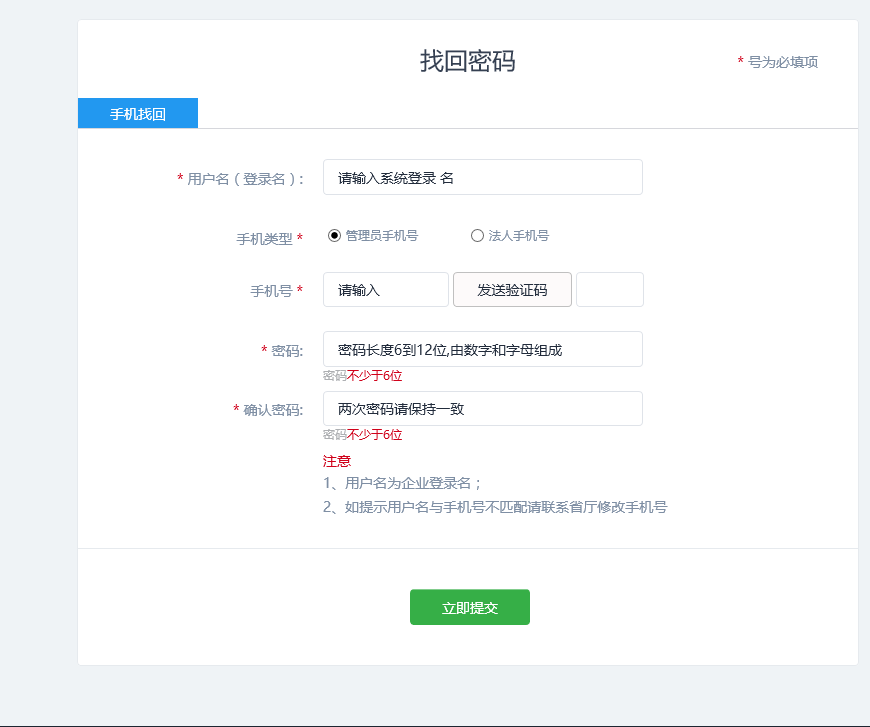 找回密码
* 号为必填项
手机找回
* 用户名（登录名）: 请输入系统登录 名
手机类型 * 管理员手机号 法人手机号
手机号 * 请输入 发送验证码
* 密码: 密码长度6到12位,由数字和字母组成
密码不少于6位
* 确认密码: 两次密码请保持一致
密码不少于6位
注意
1、用户名为企业登录名；
2、如提示用户名与手机号不匹配请联系省厅修改手机号
立即提交